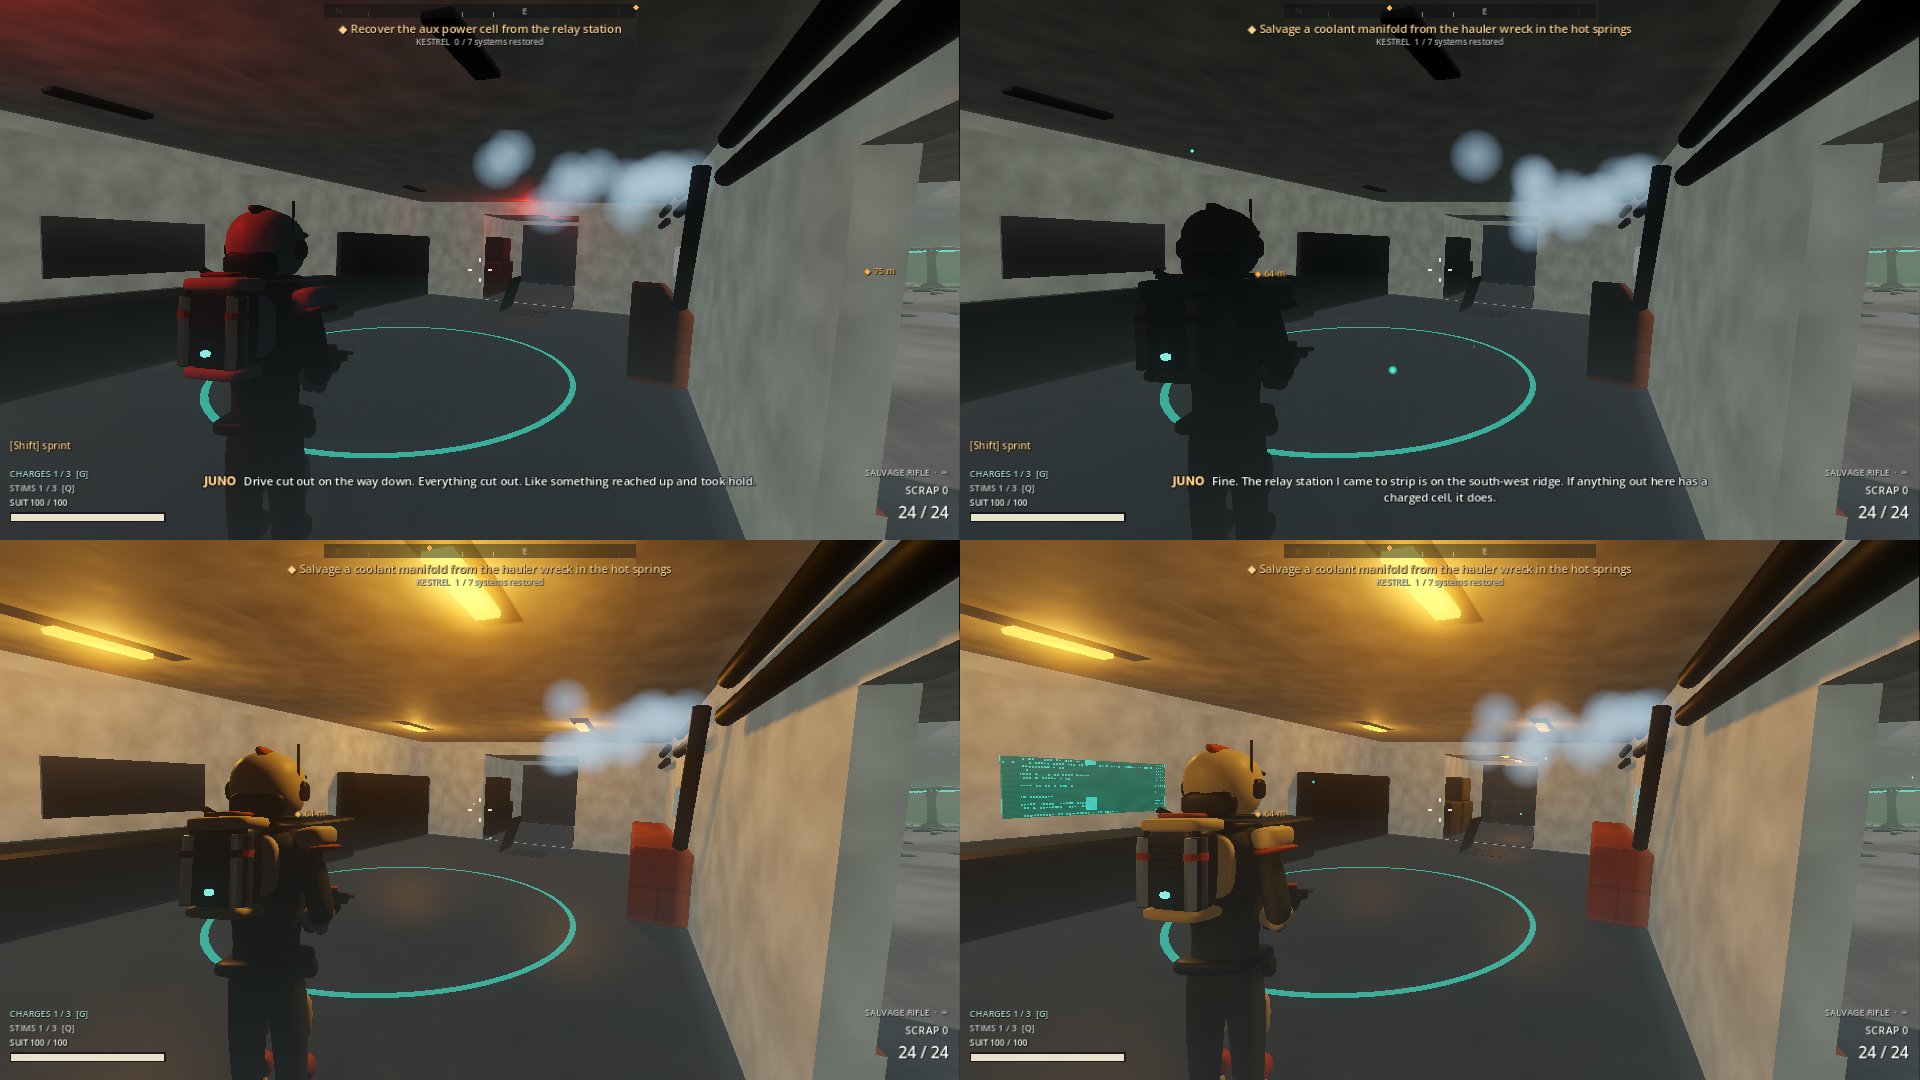 E
◆ Recover the aux power cell from the relay station
KESTREL 0 / 7 systems restored
◆ 75 m
[Shift] sprint
CHARGES 1 / 3 [G]
STIMS 1 / 3 [Q]
SUIT 100 / 100
JUNO Drive cut out on the way down. Everything cut out. Like something reached up and took hold.
SALVAGE RIFLE · ∞
SCRAP 0
24 / 24
E
◆ Salvage a coolant manifold from the hauler wreck in the hot springs
KESTREL 1 / 7 systems restored
◆ 64 m
[Shift] sprint
CHARGES 1 / 3 [G]
STIMS 1 / 3 [Q]
SUIT 100 / 100
JUNO Fine. The relay station I came to strip is on the south-west ridge. If anything out here has a
charged cell, it does.
SALVAGE RIFLE · ∞
SCRAP 0
24 / 24
E
◆ Salvage a coolant manifold from the hauler wreck in the hot springs
KESTREL 1 / 7 systems restored
◆ 64 m
CHARGES 1 / 3 [G]
STIMS 1 / 3 [Q]
SUIT 100 / 100
SALVAGE RIFLE · ∞
SCRAP 0
24 / 24
E
◆ Salvage a coolant manifold from the hauler wreck in the hot springs
KESTREL 1 / 7 systems restored
◆ 64 m
CHARGES 1 / 3 [G]
STIMS 1 / 3 [Q]
SUIT 100 / 100
SALVAGE RIFLE · ∞
SCRAP 0
24 / 24